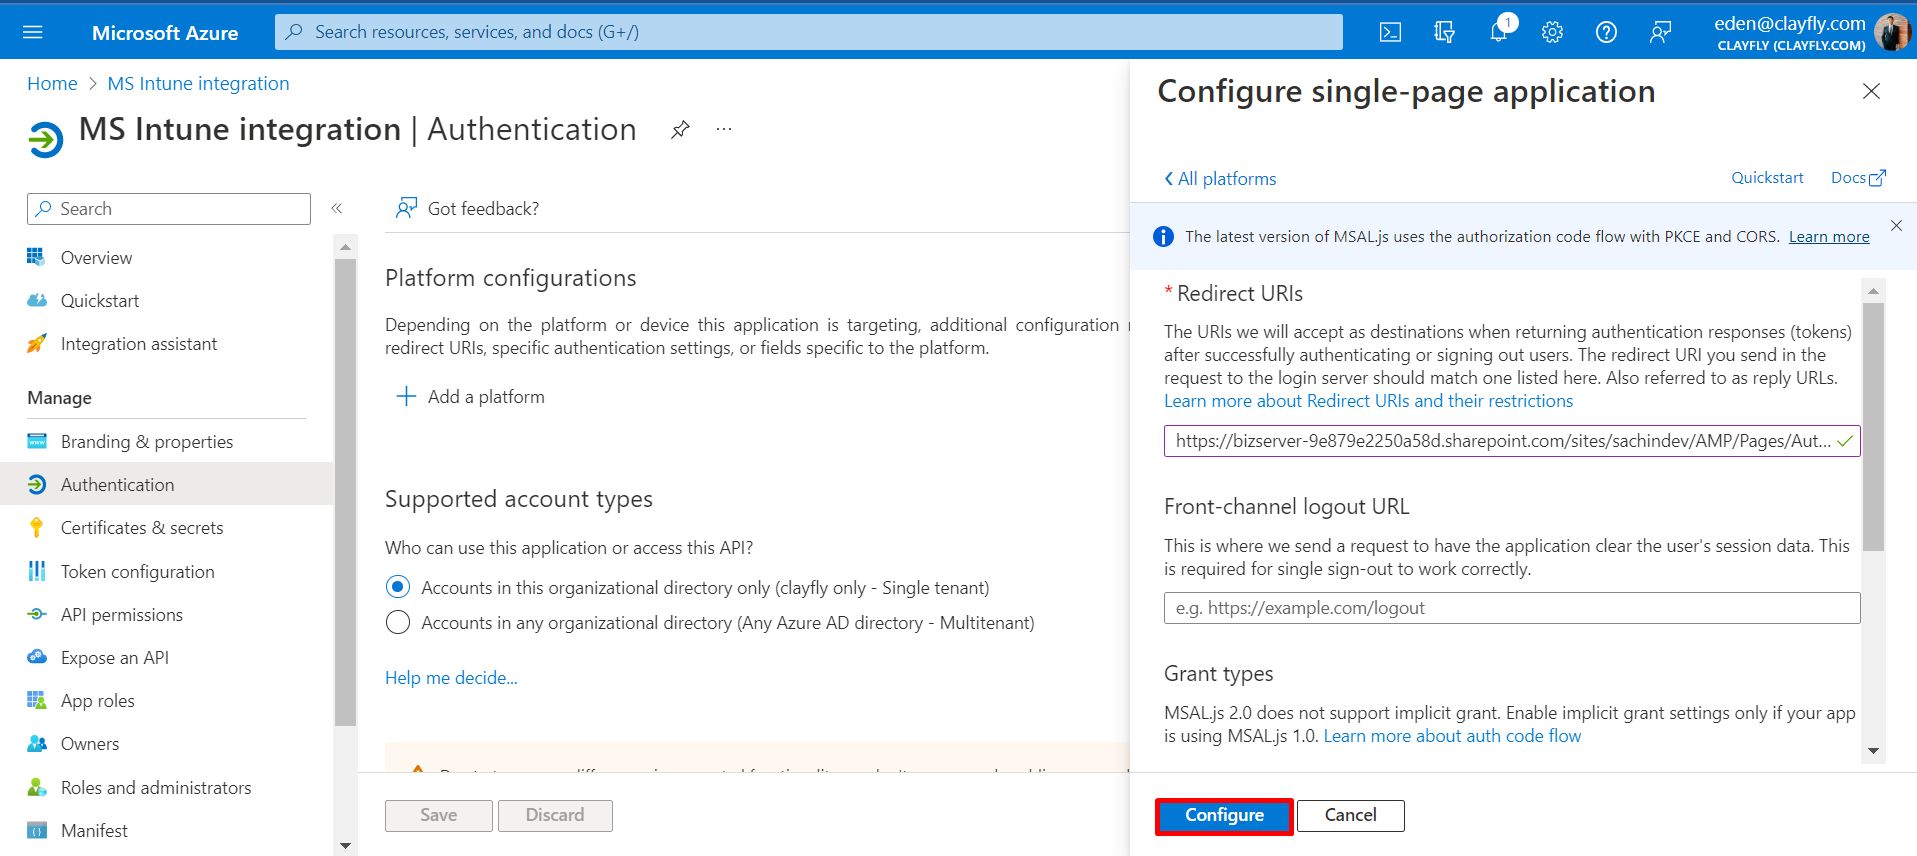 Microsoft Azure
Search resources, services, and docs (G+/)
1
eden@clayfly.com
CLAYFLY (CLAYFLY.COM)
Home > MS Intune integration
MS Intune integration | Authentication
...
Search
«
Overview
Quickstart
Integration assistant
Manage
Branding & properties
Authentication
Certificates & secrets
Token configuration
API permissions
Expose an API
App roles
Owners
Roles and administrators
Manifest
Got feedback?
Platform configurations
Depending on the platform or device this application is targeting, additional configuration
redirect URIs, specific authentication settings, or fields specific to the platform.
Add a platform
Supported account types
Who can use this application or access this API?
Accounts in this organizational directory only (clayfly only - Single tenant)
Accounts in any organizational directory (Any Azure AD directory - Multitenant)
Help me decide...
Save
Discard
Configure single-page application
All platforms
Quickstart
Docs
The latest version of MSAL.js uses the authorization code flow with PKCE and CORS. Learn more
* Redirect URIs
The URIs we will accept as destinations when returning authentication responses (tokens)
after successfully authenticating or signing out users. The redirect URI you send in the
request to the login server should match one listed here. Also referred to as reply URLs.
Learn more about Redirect URIs and their restrictions
https://bizserver-9e879e2250a58d.sharepoint.com/sites/sachindev/AMP/Pages/Aut...
Front-channel logout URL
This is where we send a request to have the application clear the user's session data. This
is required for single sign-out to work correctly.
e.g. https://example.com/logout
Grant types
MSAL.js 2.0 does not support implicit grant. Enable implicit grant settings only if your app
is using MSAL.js 1.0. Learn more about auth code flow
Configure
Cancel